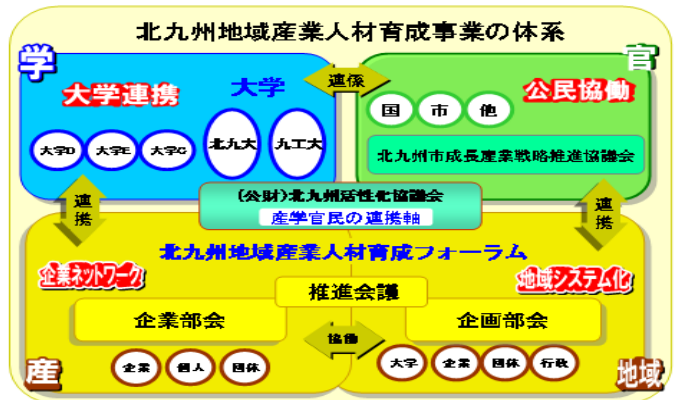 北九州地域産業人材育成事業の体系
学
官
大学連携
大学
連係
公民協働
国
市
他
大学D
大学E
大学G
北九大
九工大
北九州市成長産業戦略推進協議会
連携
(公財)北九州活性化協議会
産学官民の連携軸
連携
北九州地域産業人材育成フォーラム
企業ネットワーク
地域システム化
推進会議
企業部会
企画部会
協働
企業
個人
団体
大学
企業
団体
行政
産
地域